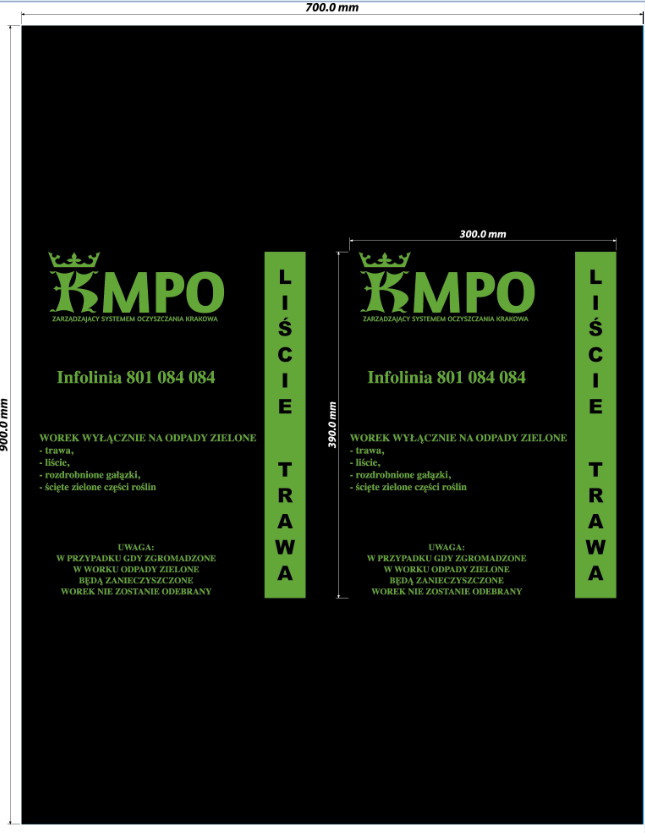 700.0 mm
900.0 mm
KMPO
ZARZĄDZAJĄCY SYSTEMEM OCZYSZCZANIA KRAKOWA
Infolinia 801 084 084
WOREK WYŁĄCZNIE NA ODPADY ZIELONE
- trawa,
- liście,
- rozdrobnione gałązki,
- ścięte zielone części roślin
UWAGA:
W PRZYPADKU GDY ZGROMADZONE
W WORKU ODPADY ZIELONE
BĘDĄ ZANIECZYSZCZONE
WOREK NIE ZOSTANIE ODEBRANY
LIŚCIE TRAWA
300.0 mm
390.0 mm
KMPO
ZARZĄDZAJĄCY SYSTEMEM OCZYSZCZANIA KRAKOWA
Infolinia 801 084 084
WOREK WYŁĄCZNIE NA ODPADY ZIELONE
- trawa,
- liście,
- rozdrobnione gałązki,
- ścięte zielone części roślin
UWAGA:
W PRZYPADKU GDY ZGROMADZONE
W WORKU ODPADY ZIELONE
BĘDĄ ZANIECZYSZCZONE
WOREK NIE ZOSTANIE ODEBRANY
LIŚCIE TRAWA